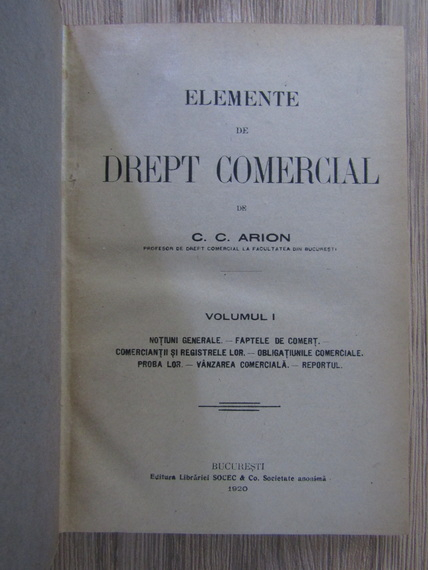 ELEMENTE
DE
DREPT COMERCIAL
DE
C. C. ARION
PROFESOR DE DREPT COMERCIAL LA FACULTATEA DIN BUCUREȘTI
VOLUMUL I
NOȚIUNI GENERALE. — FAPTELE DE COMERȚ. —
COMERCIANȚII ȘI REGISTRELE LOR. — OBLIGAȚIUNILE COMERCIALE.
PROBA LOR. — VÂNZAREA COMERCIALĂ. — REPORTUL.
BUCUREȘTI
Editura Librăriei SOCEC & Co. Societate anonimă
1920